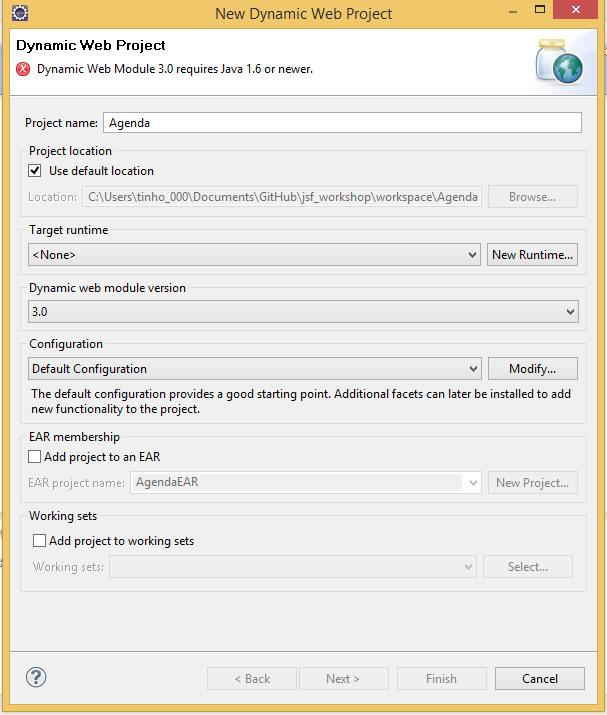 New Dynamic Web Project
Dynamic Web Project
Dynamic Web Module 3.0 requires Java 1.6 or newer.
Project name: Agenda
Project location
Use default location
Location: C:\Users\tinho_000\Documents\GitHub\jsf_workshop\workspace\Agenda Browse...
Target runtime
<None> New Runtime...
Dynamic web module version
3.0
Configuration
Default Configuration Modify...
The default configuration provides a good starting point. Additional facets can later be installed to add
new functionality to the project.
EAR membership
Add project to an EAR
EAR project name: AgendaEAR New Project...
Working sets
Add project to working sets
Working sets: Select...
? < Back Next > Finish Cancel